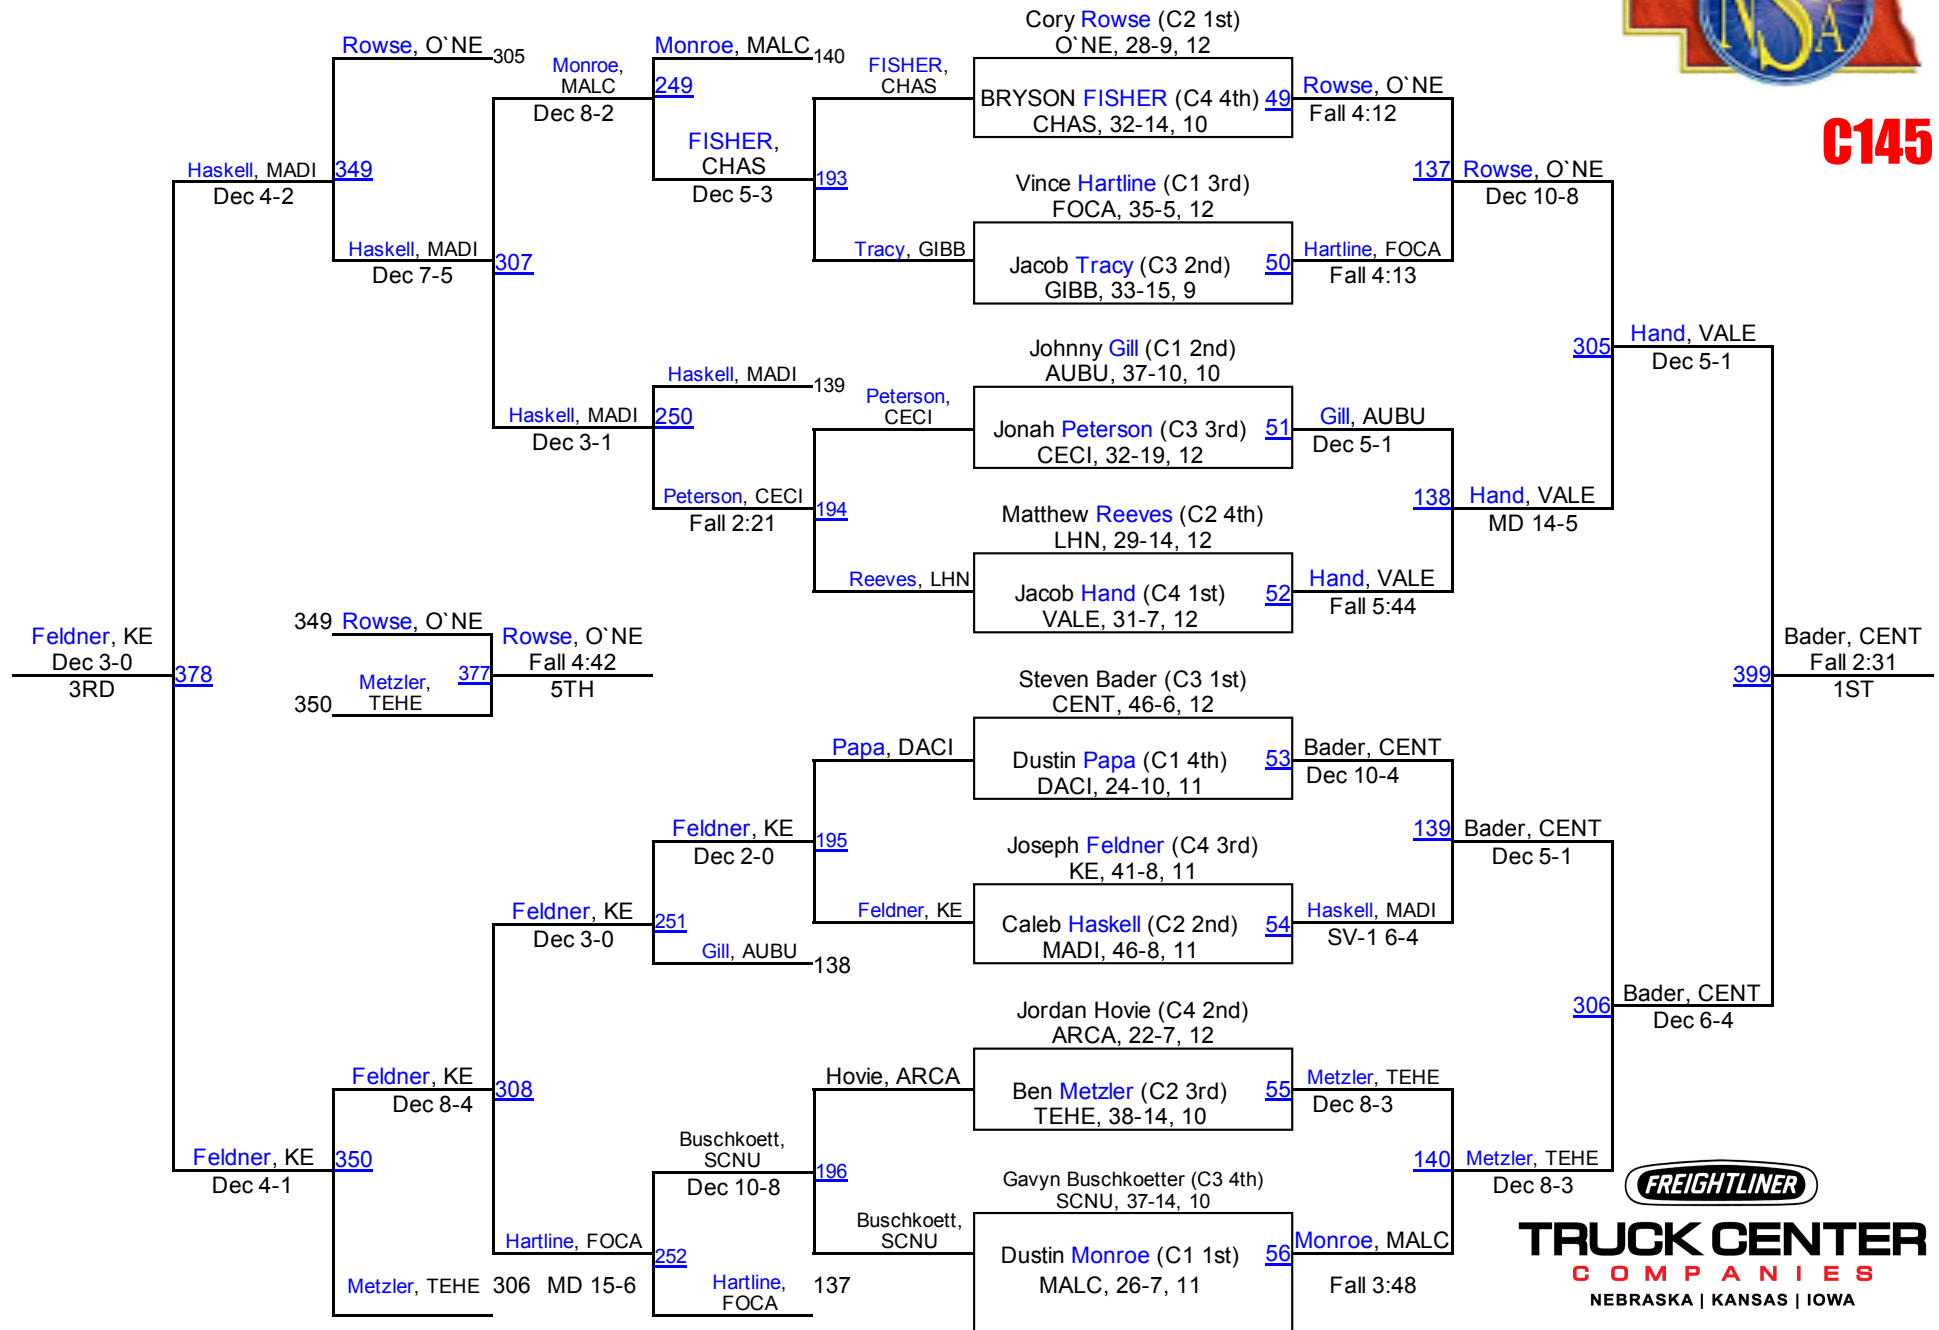 Cory Rowse (C2 1st)
O`NE, 28-9, 12
BRYSON FISHER (C4 4th) 49
CHAS, 32-14, 10
Vince Hartline (C1 3rd)
FOCA, 35-5, 12
Jacob Tracy (C3 2nd) 50
GIBB, 33-15, 9
Johnny Gill (C1 2nd)
AUBU, 37-10, 10
Jonah Peterson (C3 3rd) 51
CECI, 32-19, 12
Matthew Reeves (C2 4th)
LHN, 29-14, 12
Jacob Hand (C4 1st) 52
VALE, 31-7, 12
Steven Bader (C3 1st)
CENT, 46-6, 12
Dustin Papa (C1 4th) 53
DACI, 24-10, 11
Joseph Feldner (C4 3rd)
KE, 41-8, 11
Caleb Haskell (C2 2nd) 54
MADI, 46-8, 11
Jordan Hovie (C4 2nd)
ARCA, 22-7, 12
Ben Metzler (C2 3rd) 55
TEHE, 38-14, 10
Gavyn Buschkoetter (C3 4th)
SCNU, 37-14, 10
Dustin Monroe (C1 1st) 56
MALC, 26-7, 11
Rowse, O`NE
Fall 4:12
Hartline, FOCA
Fall 4:13
Gill, AUBU
Dec 5-1
Hand, VALE
Fall 5:44
Bader, CENT
Dec 10-4
Haskell, MADI
SV-1 6-4
Metzler, TEHE
Dec 8-3
Monroe, MALC
Fall 3:48
137 Rowse, O`NE
Dec 10-8
138 Hand, VALE
MD 14-5
139 Bader, CENT
Dec 5-1
140 Metzler, TEHE
Dec 8-3
305 Hand, VALE
Dec 5-1
306 Bader, CENT
Dec 6-4
399
Bader, CENT
Fall 2:31
1ST
FISHER,
CHAS
193
Tracy, GIBB
Peterson,
CECI
194
Reeves, LHN
Papa, DACI
195
Feldner, KE
Hovie, ARCA
196
Buschkoett,
SCNU
Monroe, MALC 140
249
FISHER,
CHAS
Dec 5-3
Haskell, MADI 139
250
Peterson, CECI
Fall 2:21
Feldner, KE
Dec 2-0
251
Gill, AUBU 138
Buschkoett,
SCNU
Dec 10-8
252
Hartline,
FOCA
137
Rowse, O`NE 305
Monroe,
MALC
Dec 8-2
307
Haskell, MADI
Dec 3-1
Feldner, KE
Dec 3-0
308
Hartline, FOCA
MD 15-6
349
Haskell, MADI
Dec 7-5
Feldner, KE
Dec 8-4
350
Metzler, TEHE 306
Haskell, MADI
Dec 4-2
Feldner, KE
Dec 4-1
378
Feldner, KE
Dec 3-0
3RD
349 Rowse, O`NE
350
Metzler,
TEHE
377
Rowse, O`NE
Fall 4:42
5TH
NSA
C145
FREIGHTLINER
TRUCK CENTER
COMPANIES
NEBRASKA | KANSAS | IOWA